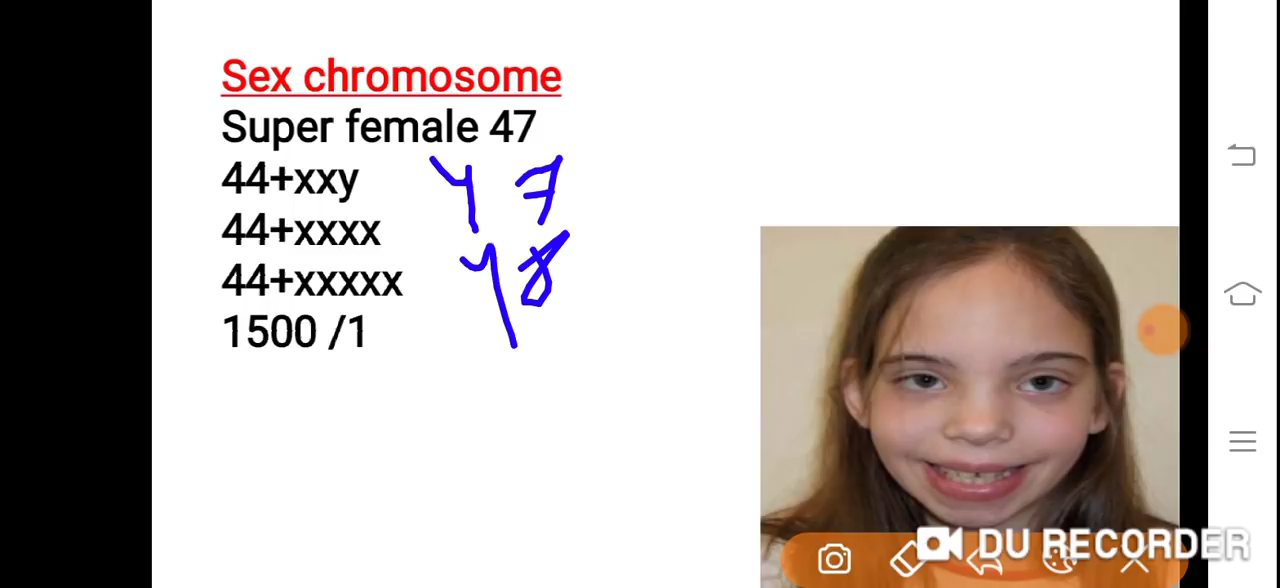 Sex chromosome
Super female 47
44+xxy
47
44+xxxx
48
44+xxxxx
1500 /1
DU RECORDER